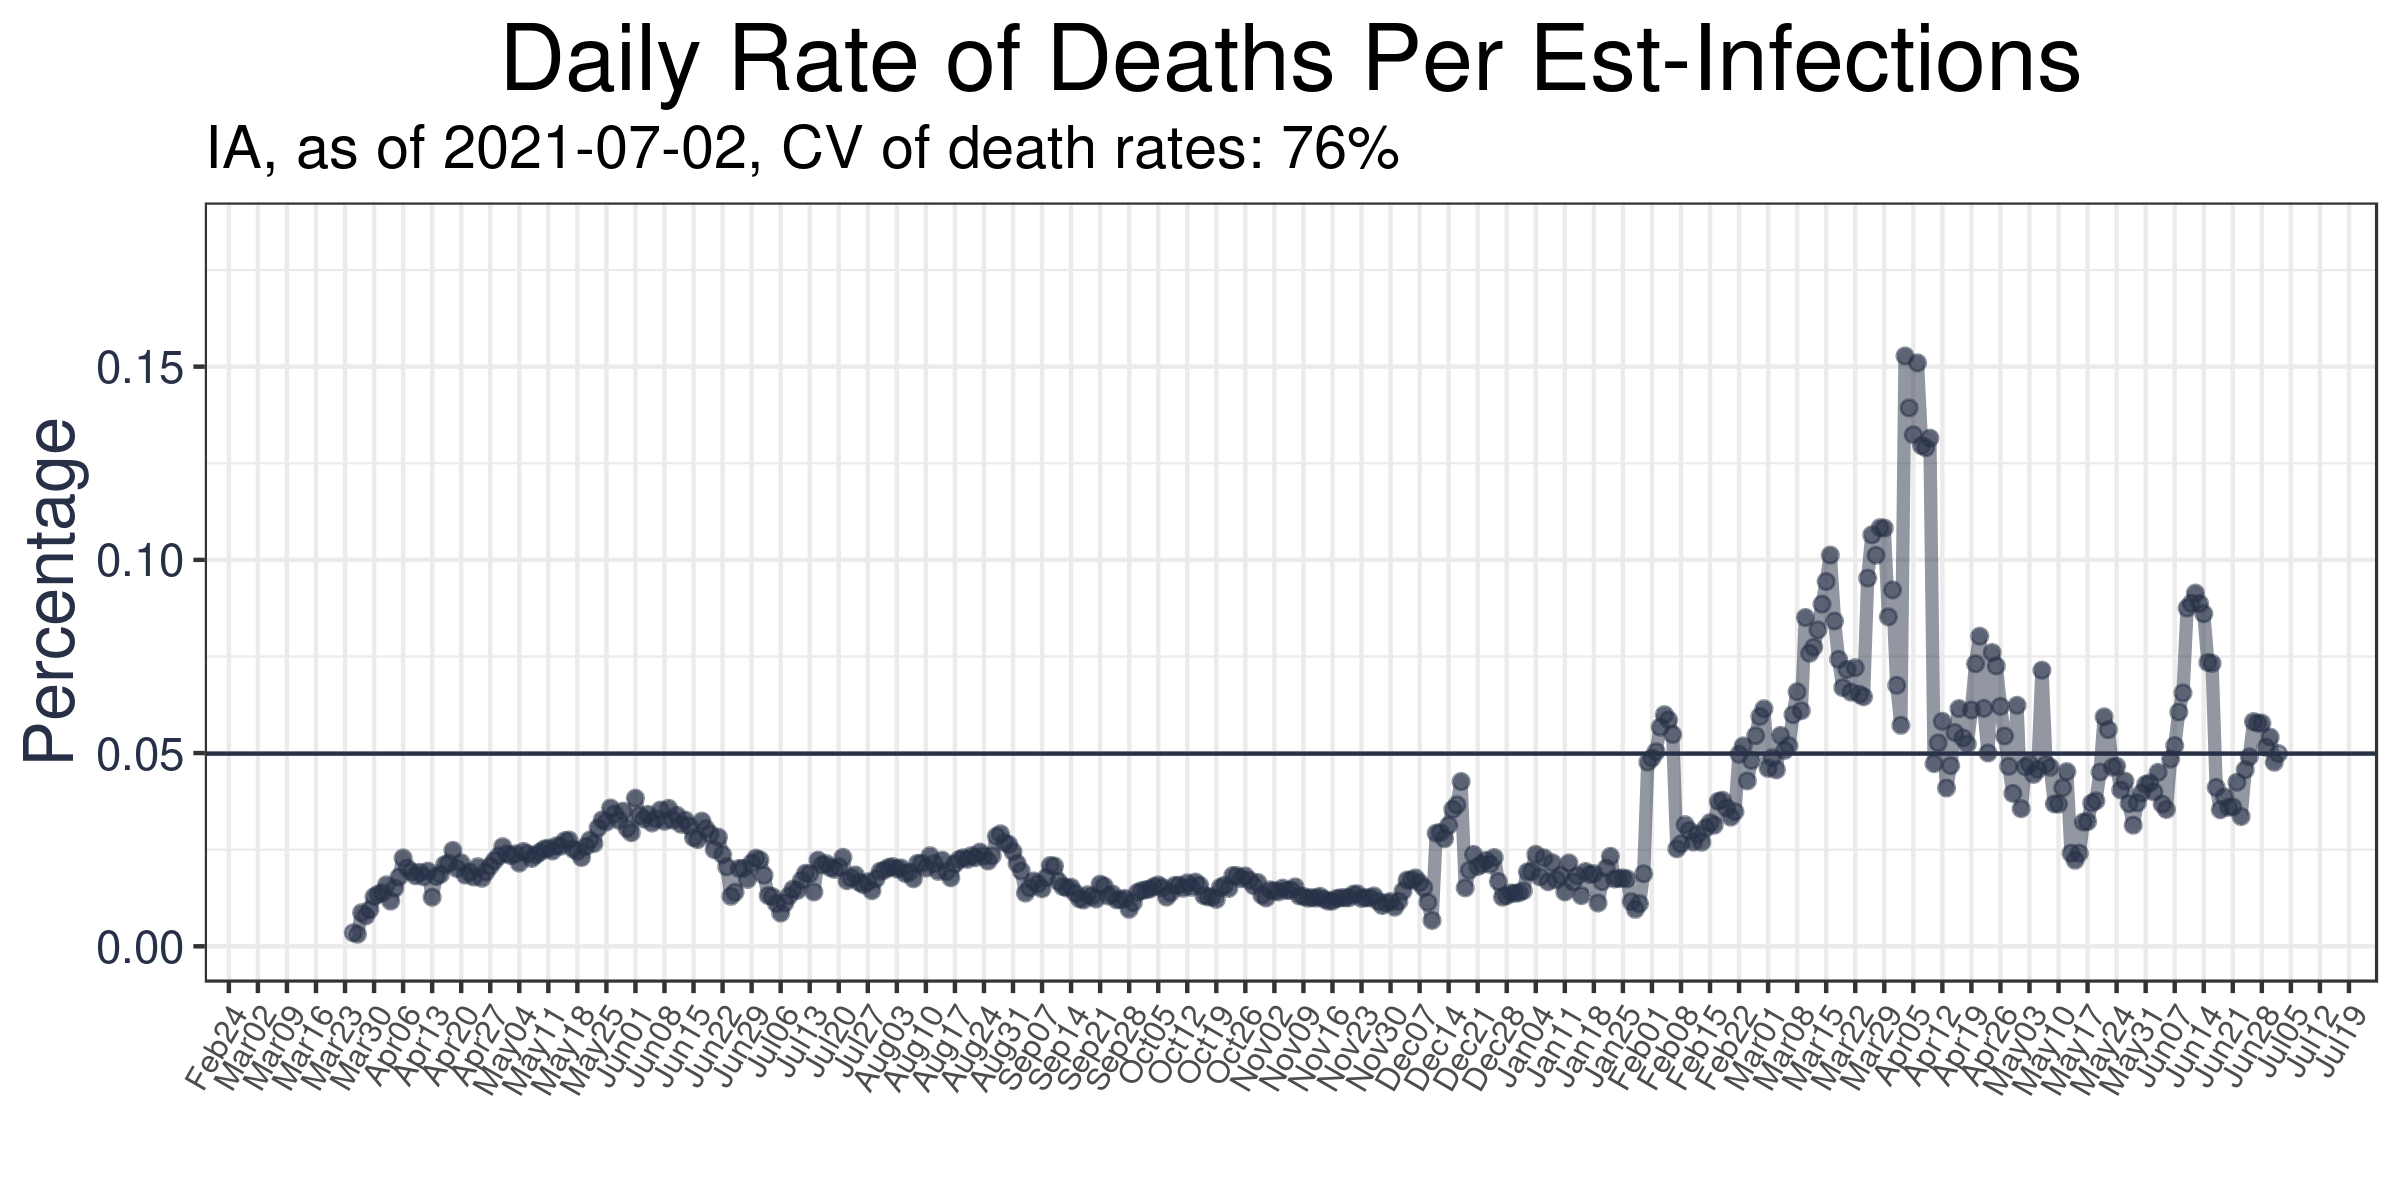 Daily Rate of Deaths Per Est-Infections
IA, as of 2021-07-02, CV of death rates: 76%
Percentage
0.15
0.10
0.05
0.00
Feb24
Mar02
Mar09
Mar16
Mar23
Mar30
Apr06
Apr13
Apr20
Apr27
May04
May11
May18
May25
Jun01
Jun08
Jun15
Jun22
Jun29
Jul06
Jul13
Jul20
Jul27
Aug03
Aug10
Aug17
Aug24
Aug31
Sep07
Sep14
Sep21
Sep28
Oct05
Oct12
Oct19
Oct26
Nov02
Nov09
Nov16
Nov23
Nov30
Dec07
Dec14
Dec21
Dec28
Jan04
Jan11
Jan18
Jan25
Feb01
Feb08
Feb15
Feb22
Mar01
Mar08
Mar15
Mar22
Mar29
Apr05
Apr12
Apr19
Apr26
May03
May10
May17
May24
May31
Jun07
Jun14
Jun21
Jun28
Jul05
Jul12
Jul19